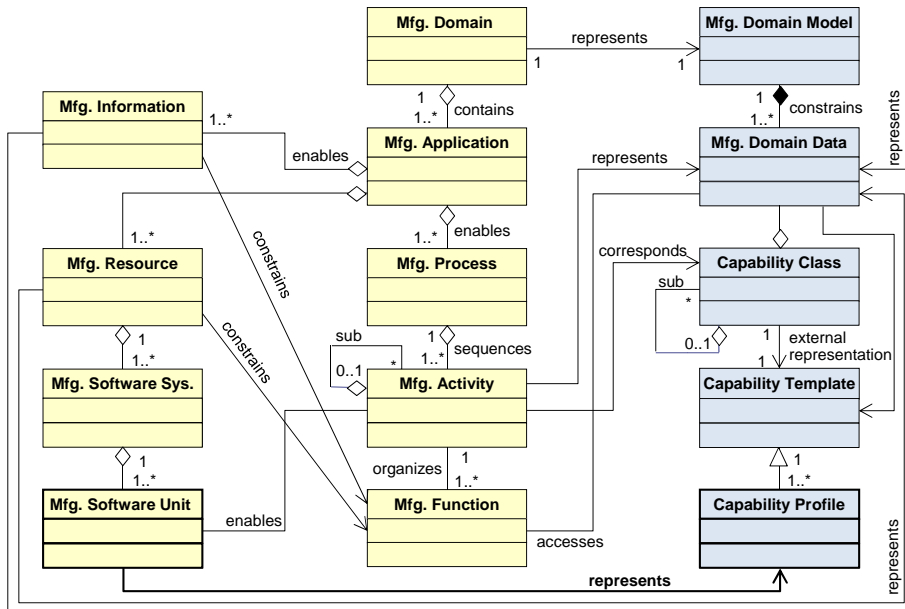 Mfg. Domain
Mfg. Domain Model
represents
1
1
1
contains
1..*
1
constrains
1..*
Mfg. Information
1..*
enables
Mfg. Application
represents
Mfg. Domain Data
represents
1..*
enables
1..*
constrains
Mfg. Resource
Mfg. Process
corresponds
Capability Class
sub
*
1
1..*
constrains
sub
0..1
*
1
sequences
1..*
0..1
1
external
representation
1
Mfg. Software Sys.
Mfg. Activity
Capability Template
1
1..*
organizes
1
1..*
1
1..*
Mfg. Software Unit
enables
Mfg. Function
accesses
Capability Profile
represents
represents